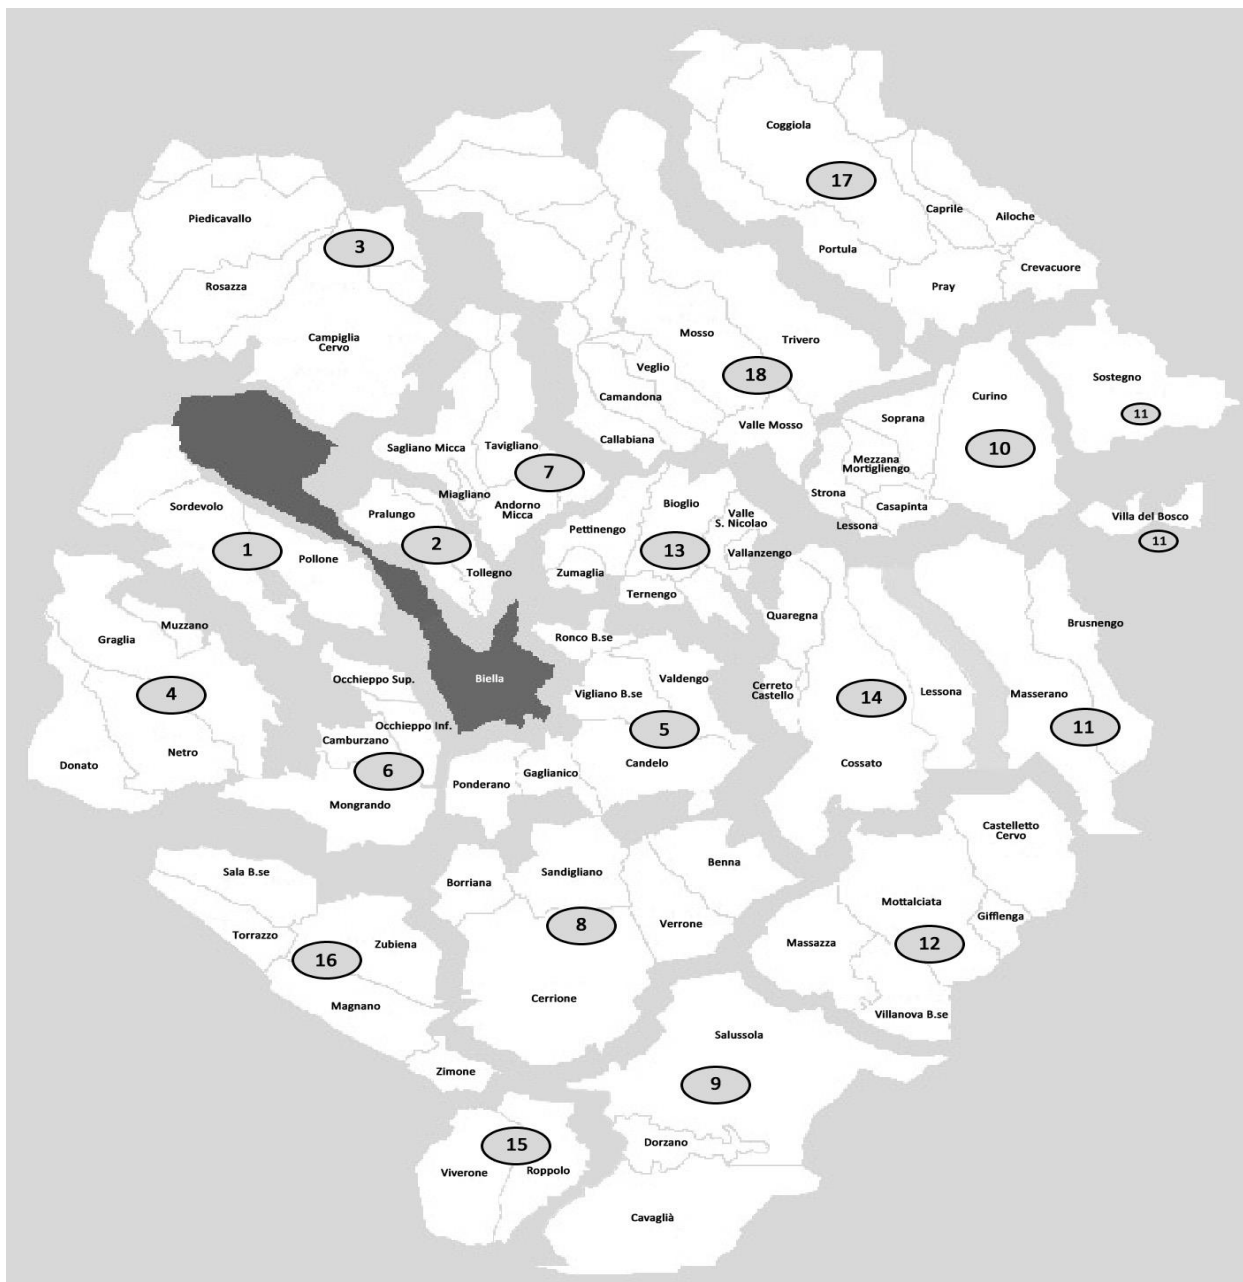 Coggiola
17
Caprile
Ailoche
Portula
Crevacuore
Pray
Piedicavallo
3
Rosazza
Campiglia
Cervo
Mosso
Trivero
Veglio
18
Camandona
Valle Mosso
Callabiana
Sostegno
11
Curino
Soprana
10
Mezzana
Mortigliengo
Strona
Casapinta
Lessona
Villa del Bosco
11
Sagliano Micca
Tavigliano
7
Miagliano
Andorno
Micca
Sordevolo
1
Pollone
Pralungo
2
Tollegno
Bioglio
Valle
S. Nicolao
Pettinengo
13
Vallanzengo
Zumaglia
Ternengo
Quaregna
Brusnengo
Muzzano
Graglia
4
Netro
Donato
Occhieppo Sup.
Biella
Occhieppo Inf.
Camburzano
6
Mongrando
Ronco B.se
Valdengo
Vigliano B.se
5
Candelo
Gaglianico
Ponderano
Cerreto
Castello
14
Lessona
Cossato
Masserano
11
Castelletto
Cervo
Mottalciata
Gifflenga
Massazza
12
Villanova B.se
Sala B.se
Torrazzo
Zubiena
16
Magnano
Zimone
Borriana
Sandigliano
Benna
8
Verrone
Cerrione
Salussola
9
Dorzano
15
Viverone
Roppolo
Cavaglià